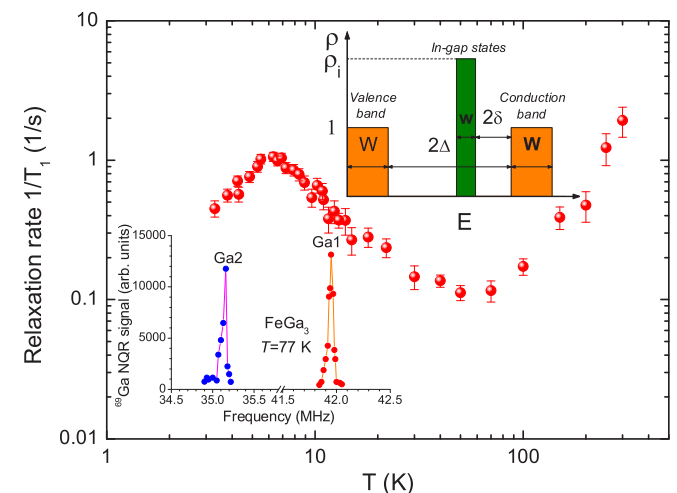 10
1
0.1
0.01
Relaxation rate 1/T₁ (1/s)
1
10
100
T (K)
ρ
ρᵢ
1
In-gap states
Valence
band
Conduction
band
W
w
W
2Δ
2δ
E
15000
10000
5000
0
⁶⁹Ga NQR signal (arb. units)
Ga2
Ga1
FeGa₃
T=77 K
34.5
35.0
35.5
41.5
42.0
42.5
Frequency (MHz)